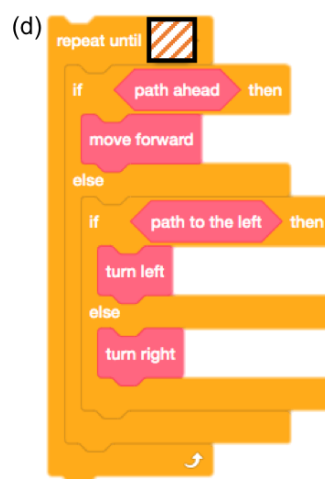 (d)
repeat until
if path ahead then
move forward
else
if path to the left then
turn left
else
turn right